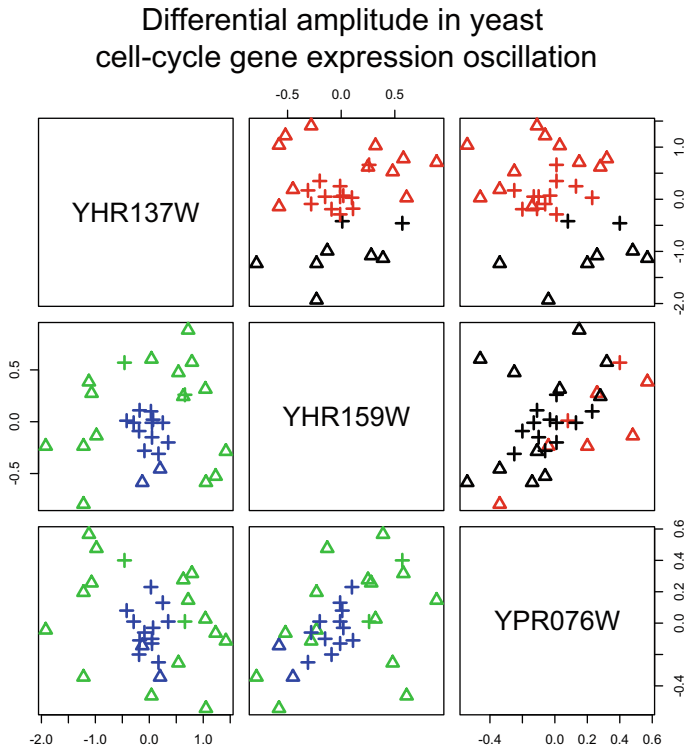 Differential amplitude in yeast
cell-cycle gene expression oscillation
-0.5 0.0 0.5
YHR137W
1.0
0.0
-1.0
-2.0
0.5
0.0
-0.5
YHR159W
YPR076W
0.6
0.2
0.0
-0.4
-2.0 -1.0 0.0 1.0
-0.4 0.0 0.2 0.4 0.6